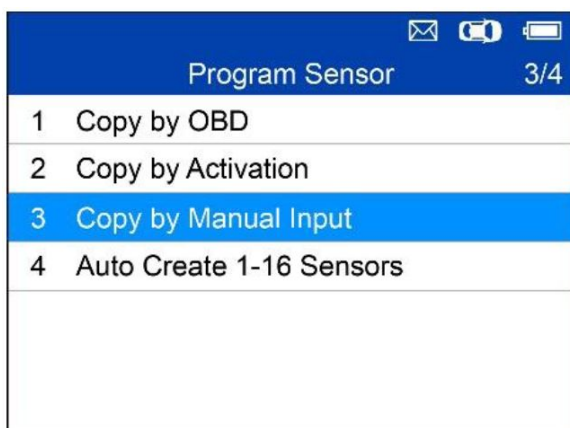 Program Sensor 3/4
1 Copy by OBD
2 Copy by Activation
3 Copy by Manual Input
4 Auto Create 1-16 Sensors